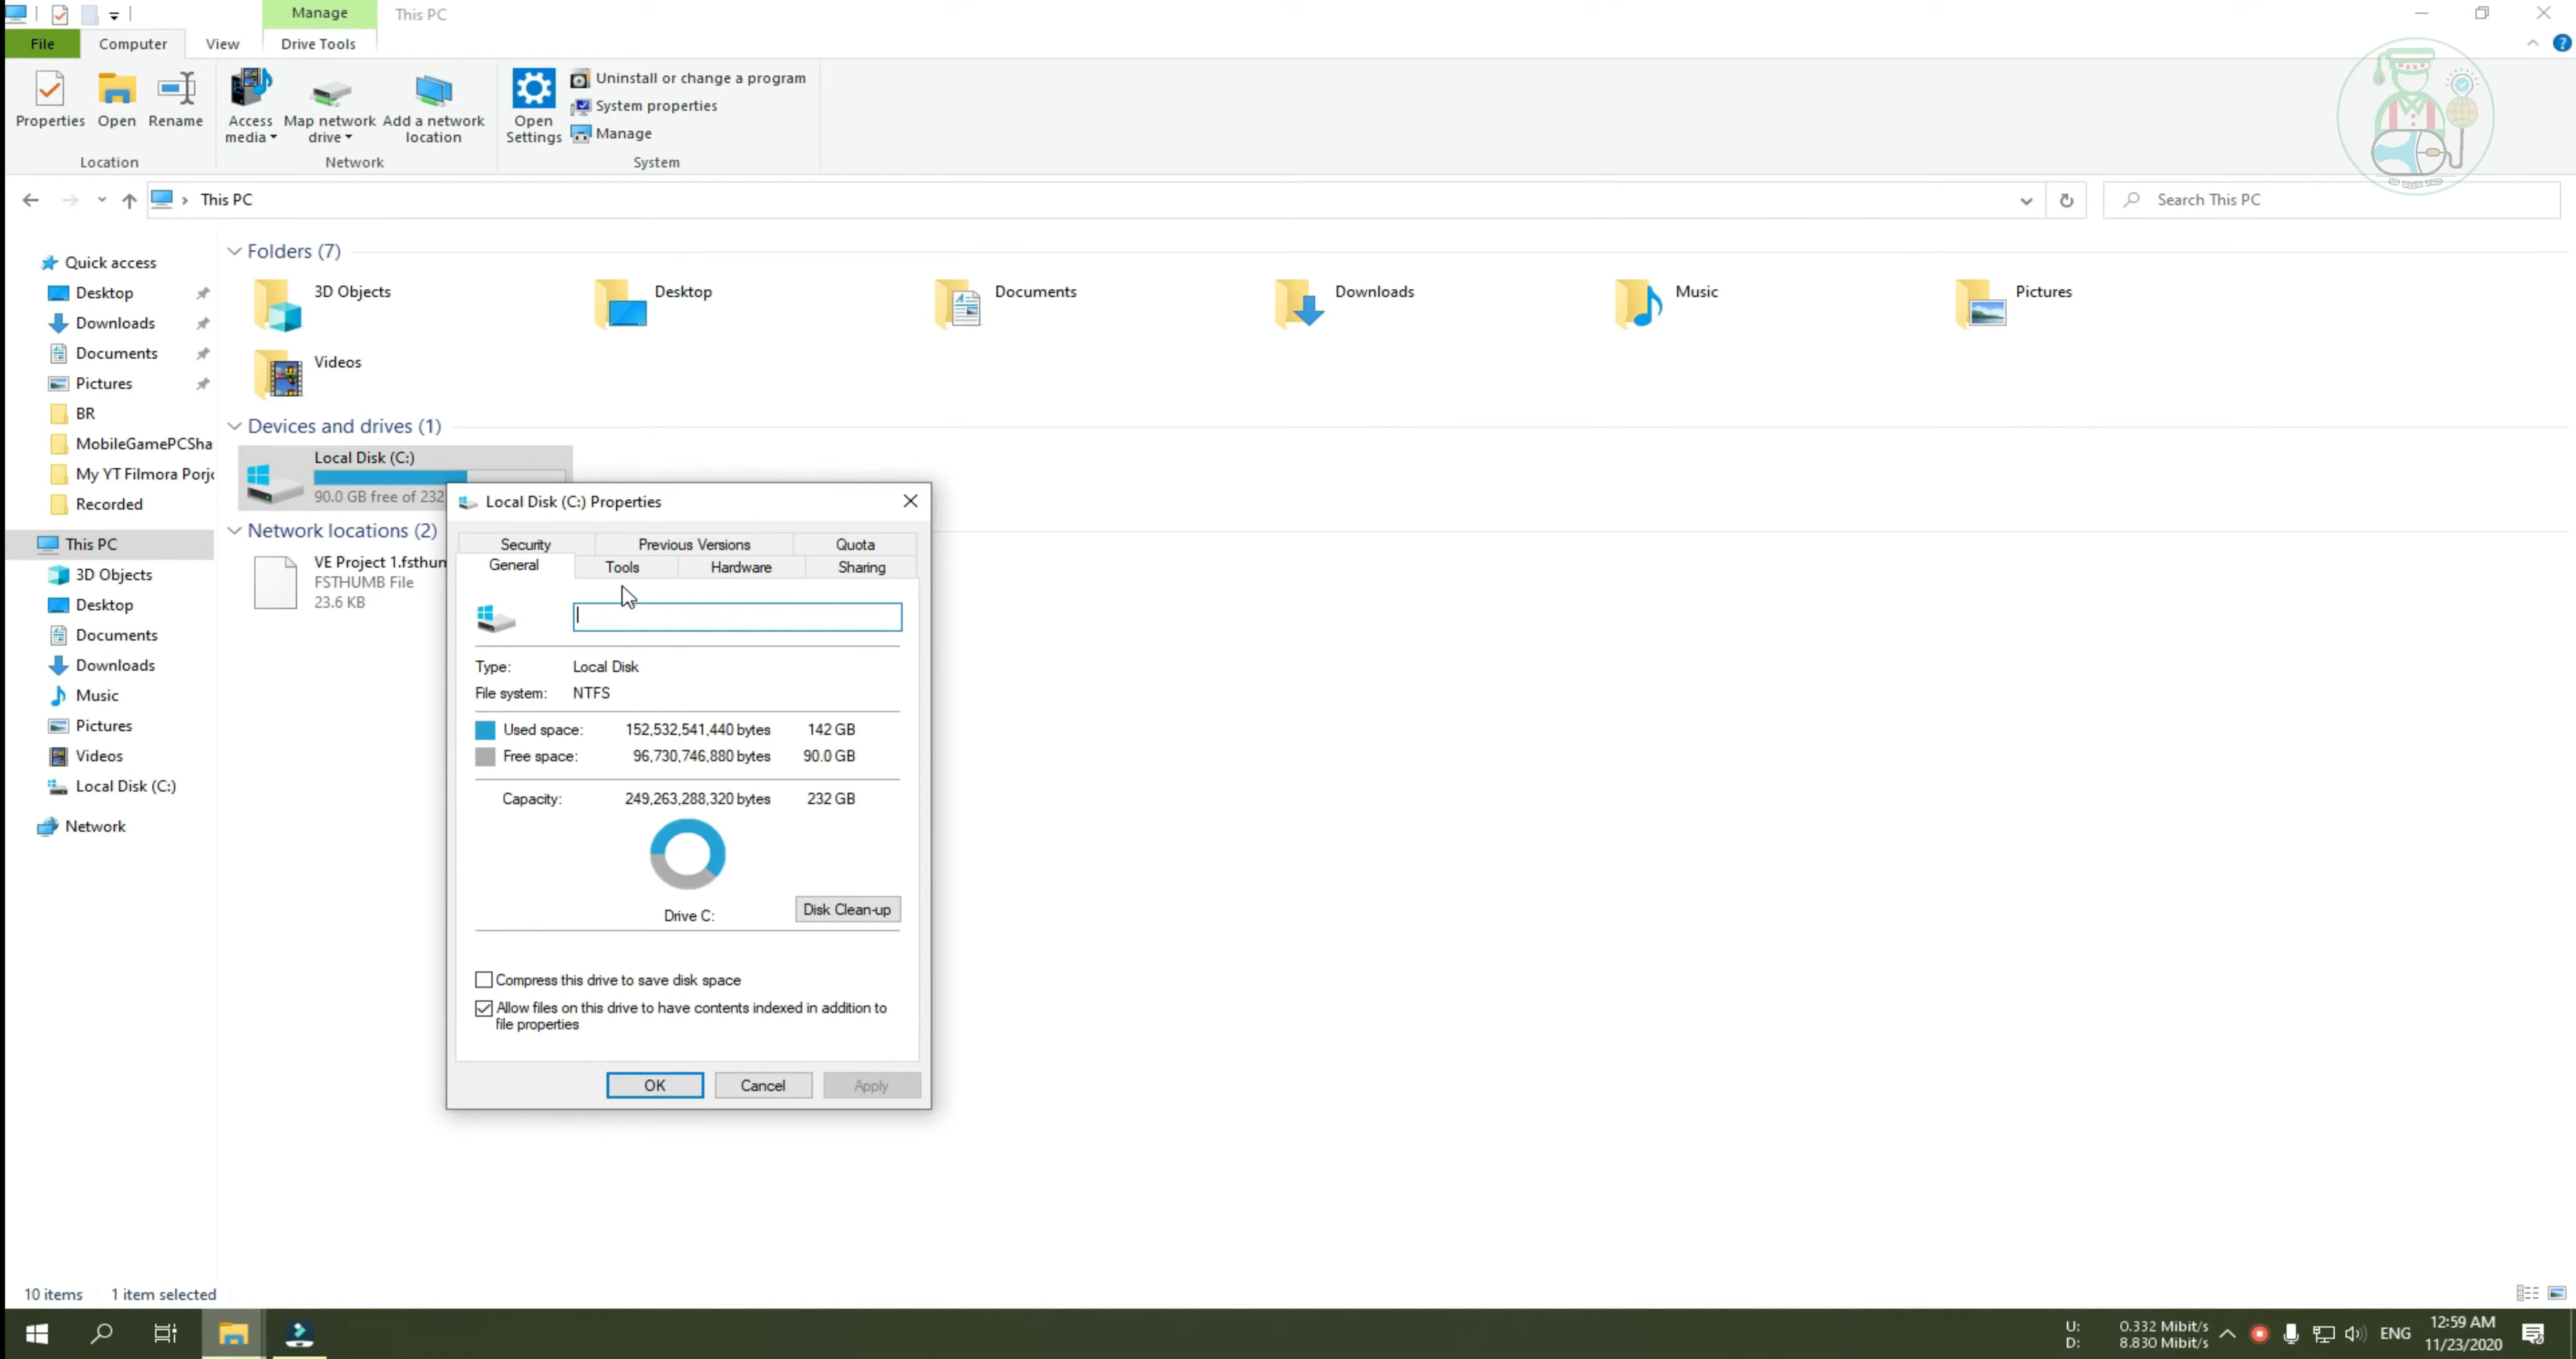 Manage
This PC
File
Computer
View
Drive Tools
Properties
Open
Rename
Access media
Map network drive
Add a network location
Open Settings
Uninstall or change a program
System properties
Manage
Location
Network
System
This PC
Search This PC
Quick access
Desktop
Downloads
Documents
Pictures
BR
MobileGamePCSha
My YT Filmora Porjc
Recorded
This PC
3D Objects
Desktop
Documents
Downloads
Music
Pictures
Videos
Local Disk (C:)
Network
Folders (7)
3D Objects
Desktop
Documents
Downloads
Music
Pictures
Videos
Devices and drives (1)
Local Disk (C:)
90.0 GB free of 232
Network locations (2)
VE Project 1.fsthum
FSTHUMB File
23.6 KB
Local Disk (C:) Properties
Security
Previous Versions
Quota
General
Tools
Hardware
Sharing
Type: Local Disk
File system: NTFS
Used space: 152,532,541,440 bytes 142 GB
Free space: 96,730,746,880 bytes 90.0 GB
Capacity: 249,263,288,320 bytes 232 GB
Drive C:
Disk Clean-up
Compress this drive to save disk space
Allow files on this drive to have contents indexed in addition to
file properties
OK
Cancel
Apply
10 items
1 item selected
U: 0.332 Mibit/s
D: 8.830 Mibit/s
ENG
12:59 AM
11/23/2020